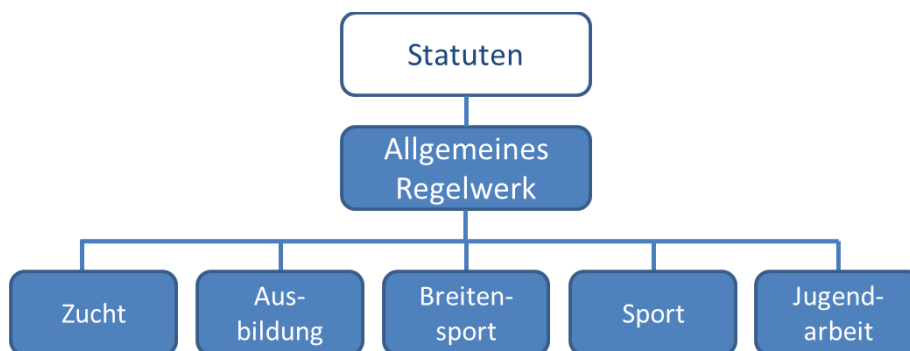 Statuten
Allgemeines
Regelwerk
Zucht
Aus-
bildung
Breiten-
sport
Sport
Jugend-
arbeit